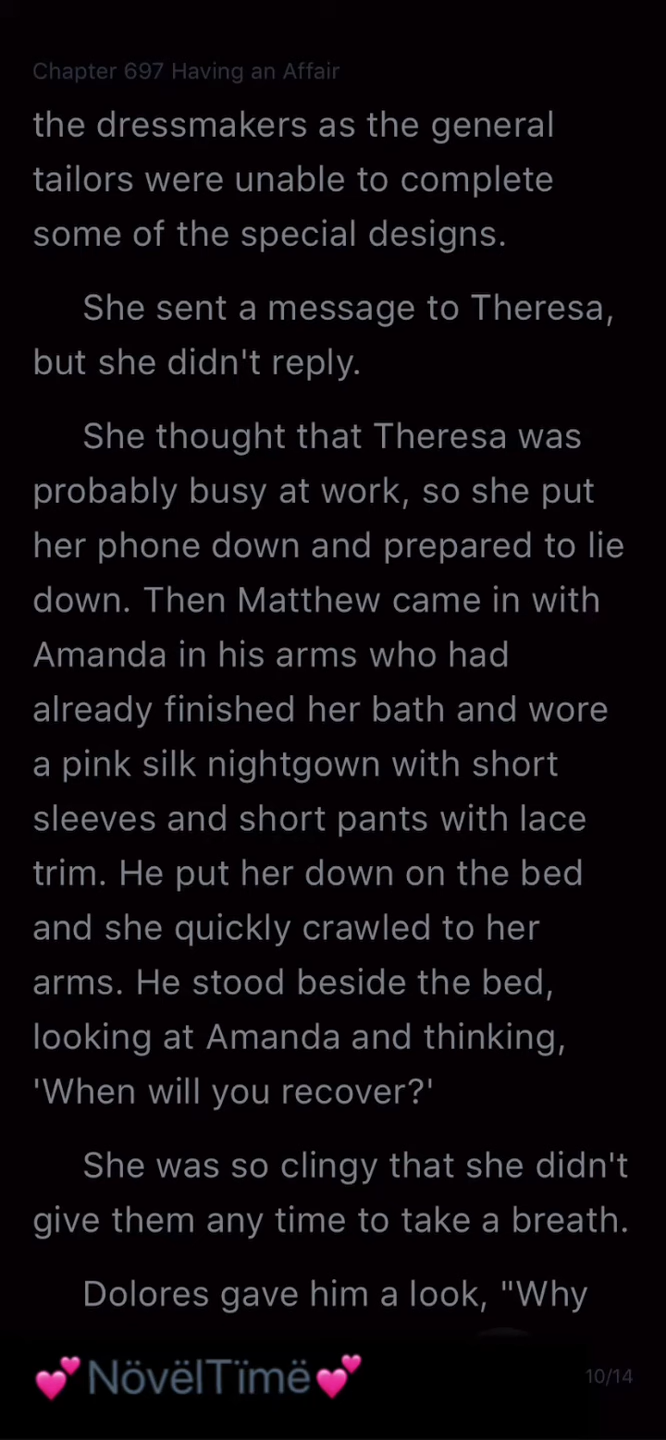 Chapter 697 Having an Affair
the dressmakers as the general
tailors were unable to complete
some of the special designs.
She sent a message to Theresa,
but she didn't reply.
She thought that Theresa was
probably busy at work, so she put
her phone down and prepared to lie
down. Then Matthew came in with
Amanda in his arms who had
already finished her bath and wore
a pink silk nightgown with short
sleeves and short pants with lace
trim. He put her down on the bed
and she quickly crawled to her
arms. He stood beside the bed,
looking at Amanda and thinking,
'When will you recover?'
She was so clingy that she didn't
give them any time to take a breath.
Dolores gave him a look, "Why
💕NövëlTïmë💕
10/14